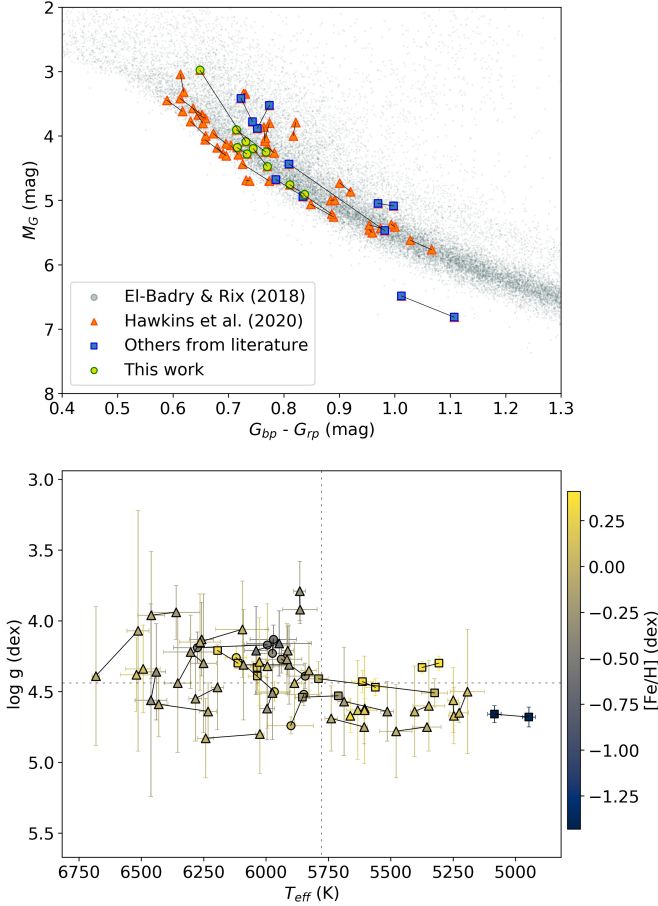 2
3
4
5
6
7
8
M_G (mag)
El-Badry & Rix (2018)
Hawkins et al. (2020)
Others from literature
This work
0.4 0.5 0.6 0.7 0.8 0.9 1.0 1.1 1.2 1.3
G_bp - G_rp (mag)
3.0
3.5
4.0
4.5
5.0
5.5
log g (dex)
6750 6500 6250 6000 5750 5500 5250 5000
T_eff (K)
0.25
0.00
−0.25
−0.50
−0.75
−1.00
−1.25
[Fe/H] (dex)